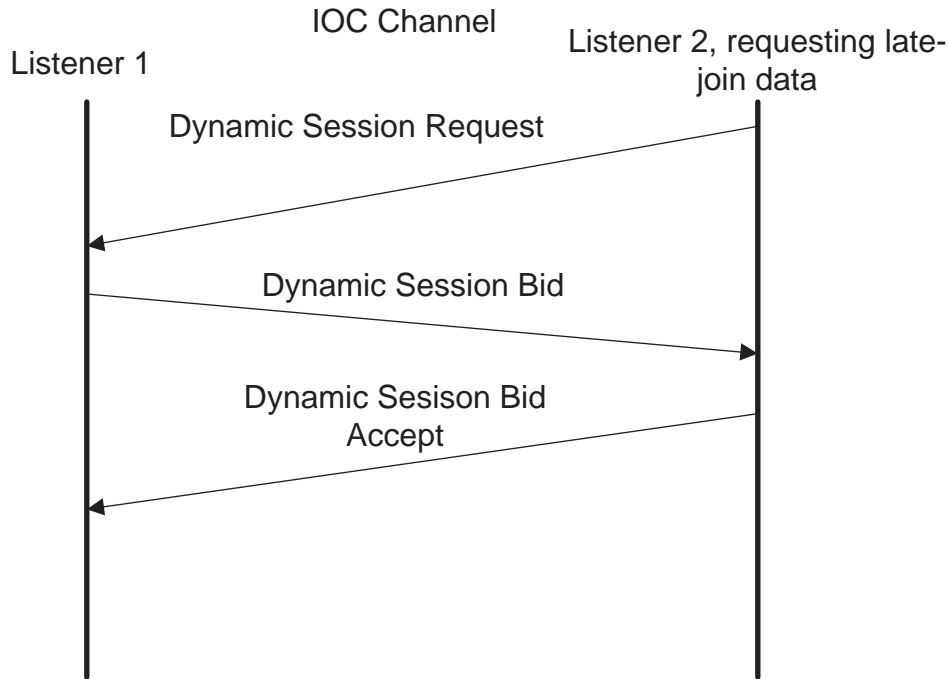 IOC Channel
Listener 1
Listener 2, requesting late-
join data
Dynamic Session Request
Dynamic Session Bid
Dynamic Sesison Bid
Accept